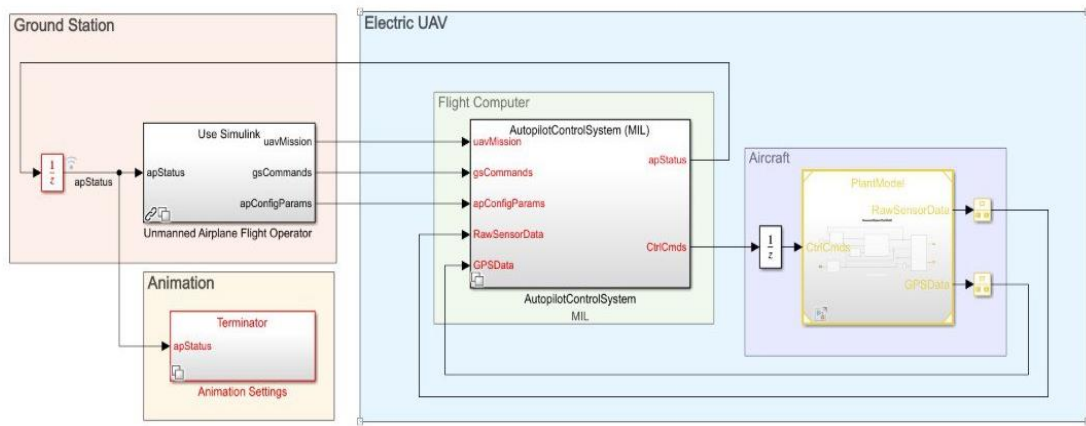 Ground Station
Electric UAV
Flight Computer
Use Simulink
uavMission
AutopilotControlSystem (MIL)
uavMission
apStatus
Aircraft
PlantModel
1
z
apStatus
apStatus
gsCommands
gsCommands
RawSensorData
apConfigParams
apConfigParams
Unmanned Airplane Flight Operator
RawSensorData
CtrlCmds
1
z
CtrlCmds
GPSData
GPSData
Animation
AutopilotControlSystem
MIL
Terminator
apStatus
Animation Settings